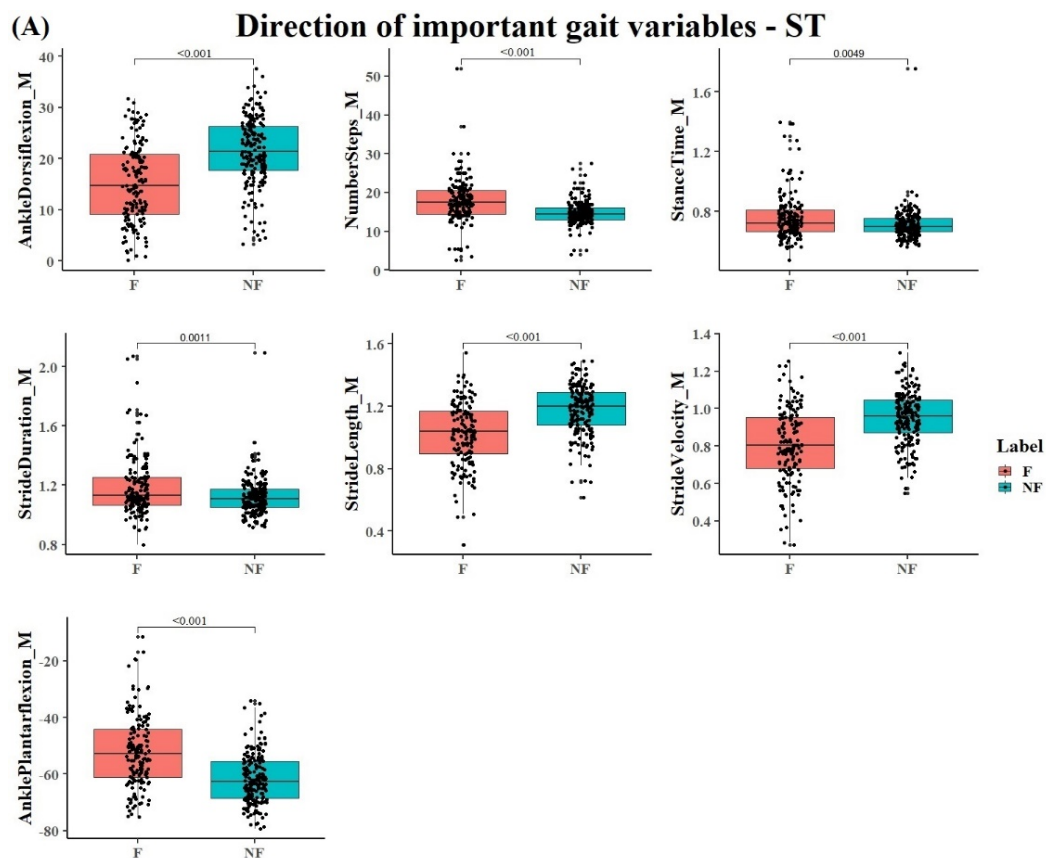 (A) Direction of important gait variables - ST
AnkleDorsiflexion_M
40
30
20
10
0
<0.001
F NF
NumberSteps_M
50
40
30
20
10
0
<0.001
F NF
StanceTime_M
1.6
1.2
0.8
0.0049
F NF
StrideDuration_M
2.0
1.6
1.2
0.8
0.0011
F NF
StrideLength_M
1.6
1.2
0.8
0.4
<0.001
F NF
StrideVelocity_M
1.4
1.2
1.0
0.8
0.6
0.4
<0.001
F NF
Label
F
NF
AnklePlantarflexion_M
-20
-40
-60
-80
<0.001
F NF